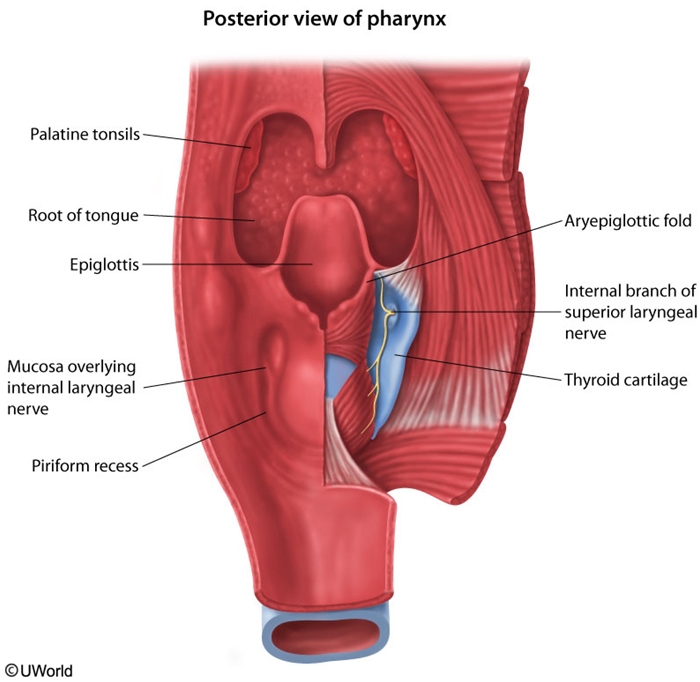 Posterior view of pharynx
Palatine tonsils
Root of tongue
Epiglottis
Mucosa overlying
internal laryngeal
nerve
Piriform recess
Aryepiglottic fold
Internal branch of
superior laryngeal
nerve
Thyroid cartilage
©UWorld